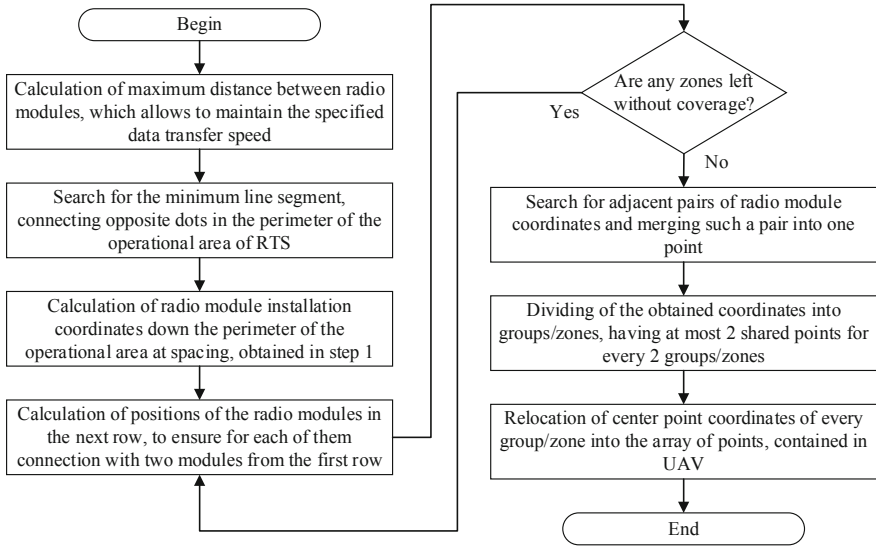 Begin
Calculation of maximum distance between radio
modules, which allows to maintain the specified
data transfer speed
Search for the minimum line segment,
connecting opposite dots in the perimeter of the
operational area of RTS
Calculation of radio module installation
coordinates down the perimeter of the
operational area at spacing, obtained in step 1
Calculation of positions of the radio modules in
the next row, to ensure for each of them
connection with two modules from the first row
Are any zones left
without coverage?
Yes
No
Search for adjacent pairs of radio module
coordinates and merging such a pair into one
point
Dividing of the obtained coordinates into
groups/zones, having at most 2 shared points for
every 2 groups/zones
Relocation of center point coordinates of every
group/zone into the array of points, contained in
UAV
End